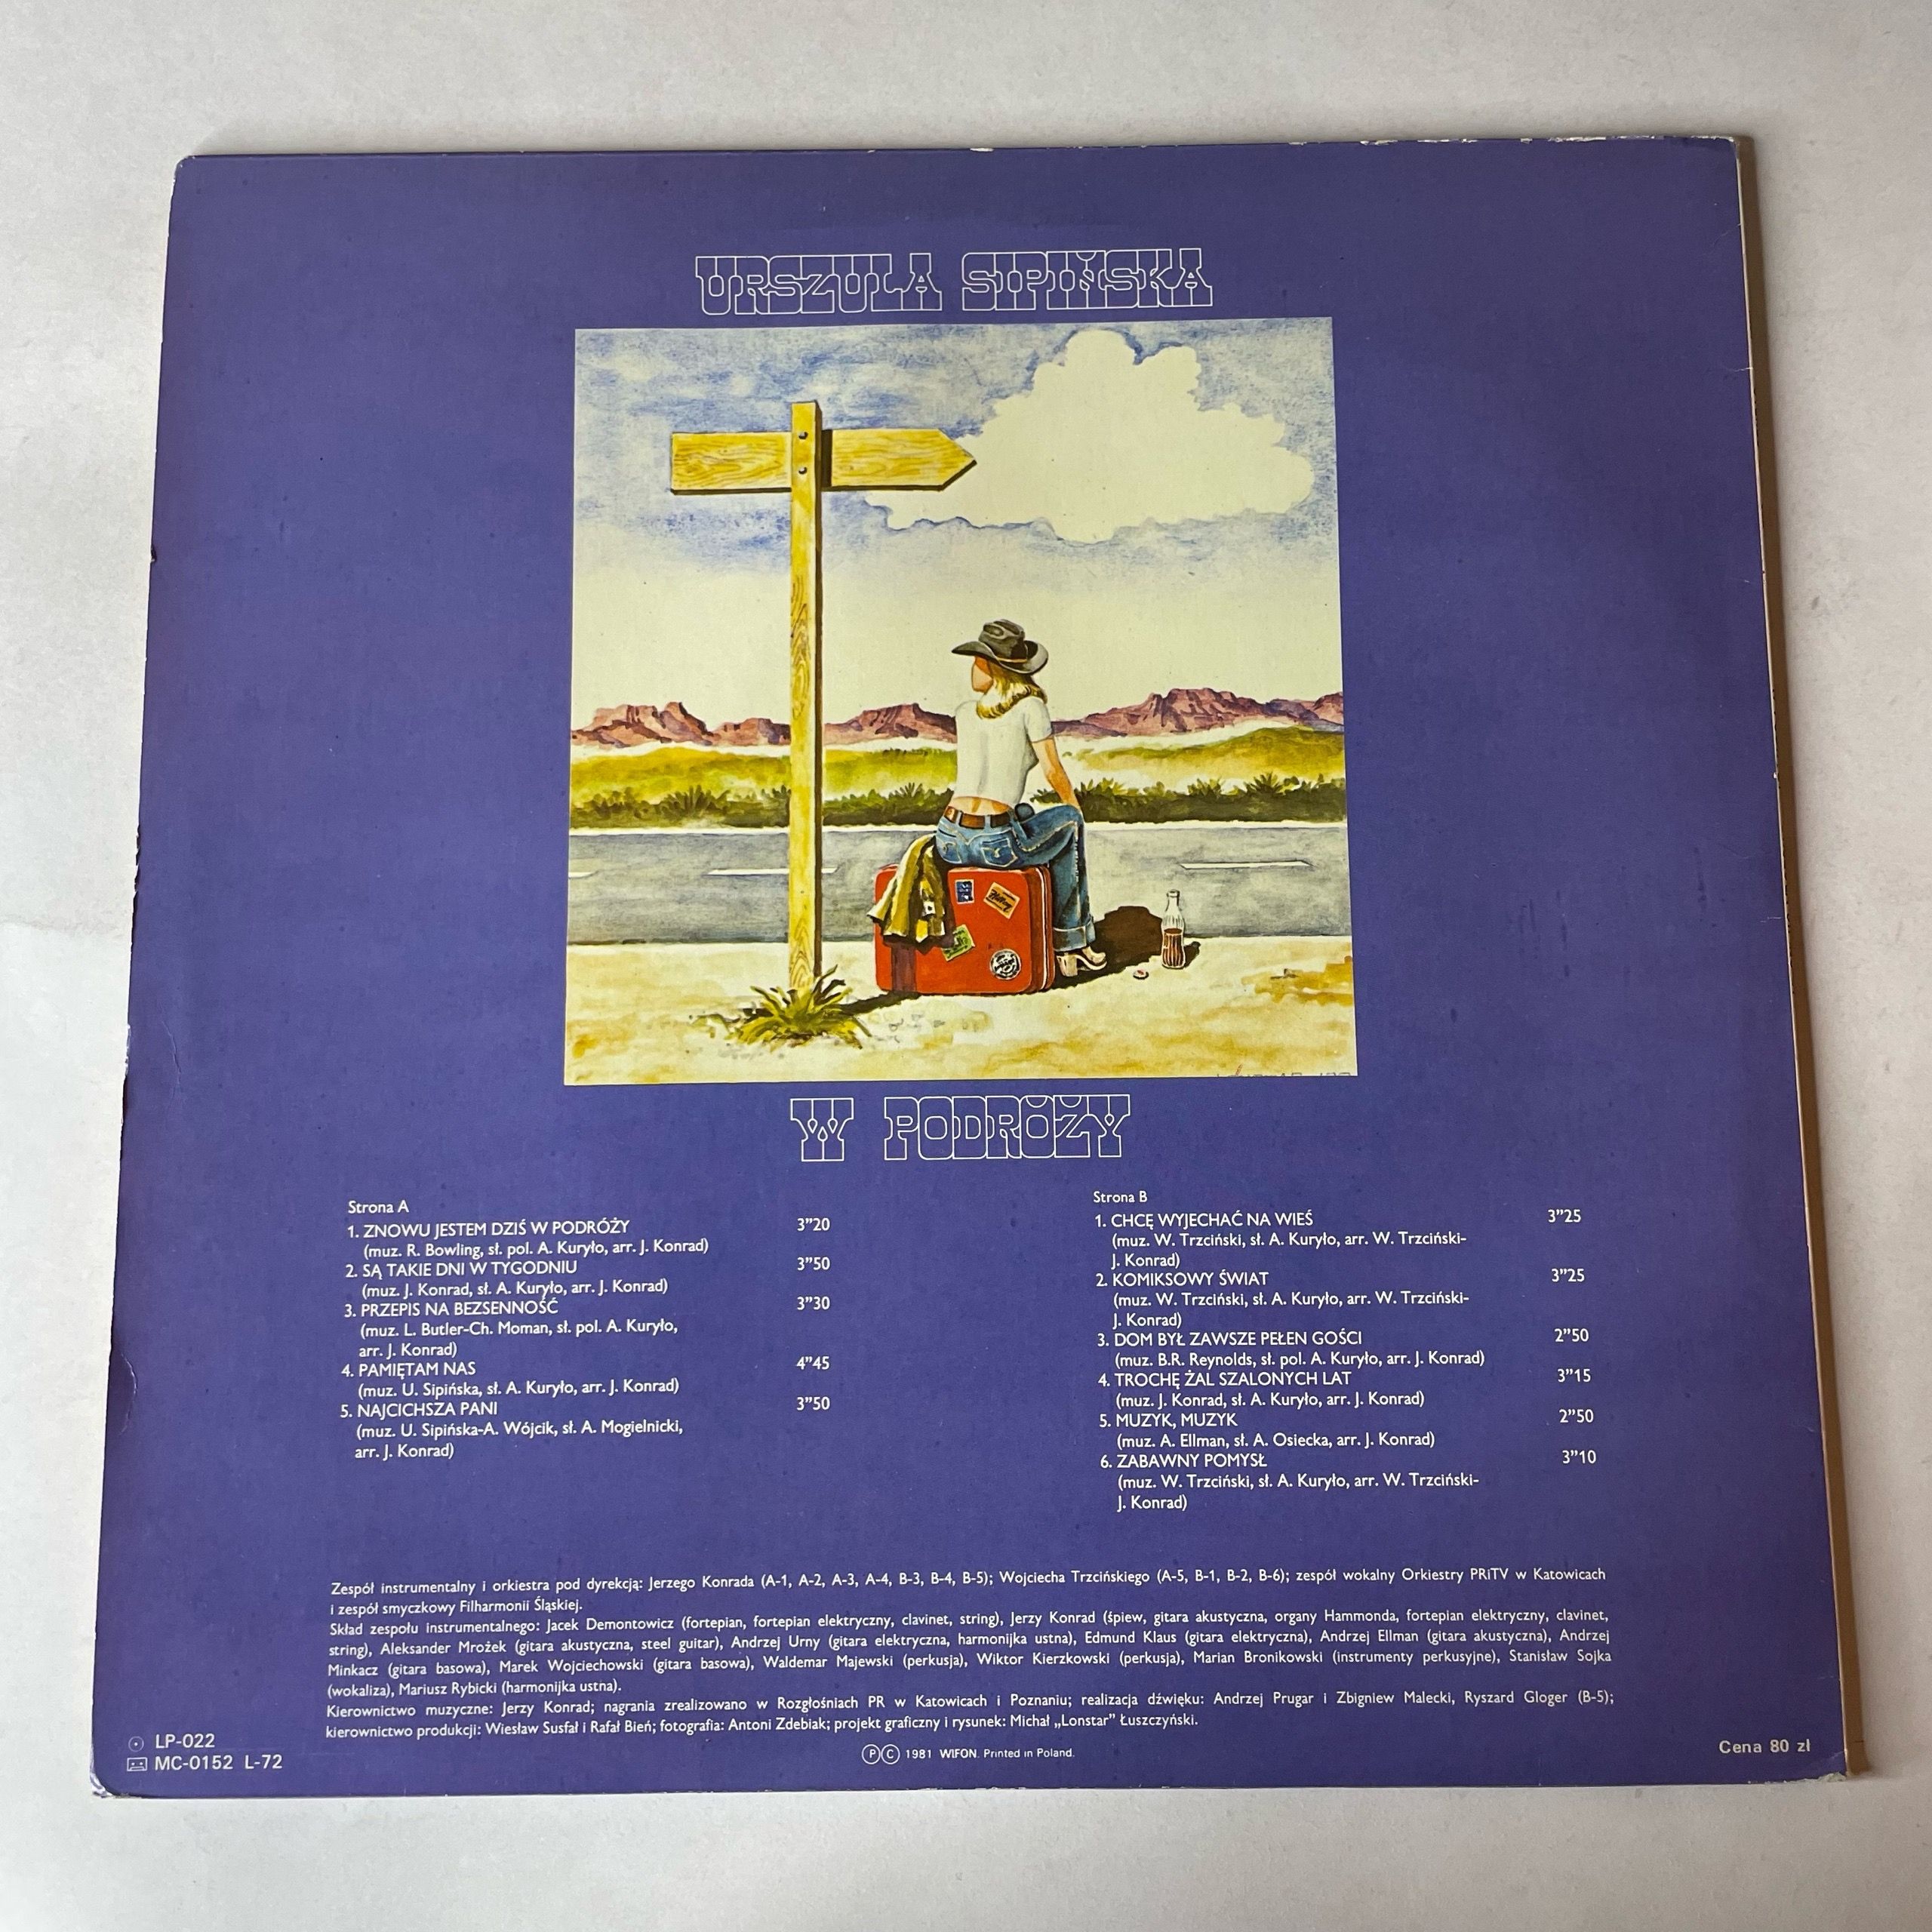 URSZULA SIPIŃSKA
W PODRÓŻY
Strona A
1. ZNOWU JESTEM DZIŚ W PODRÓŻY 3”20
(muz. R. Bowling, sł. pol. A. Kuryło, arr. J. Konrad)
2. SĄ TAKIE DNI W TYGODNIU 3”50
(muz. J. Konrad, sł. A. Kuryło, arr. J. Konrad)
3. PRZEPIS NA BEZSENNOŚĆ 3”30
(muz. L. Butler-Ch. Moman, sł. pol. A. Kuryło,
arr. J. Konrad)
4. PAMIĘTAM NAS 4”45
(muz. U. Sipińska, sł. A. Kuryło, arr. J. Konrad)
5. NAJCICHSZA PANI 3”50
(muz. U. Sipińska-A. Wójcik, sł. A. Mogielnicki,
arr. J. Konrad)
Strona B
1. CHCĘ WYJECHAĆ NA WIEŚ 3”25
(muz. W. Trzciński, sł. A. Kuryło, arr. W. Trzciński-
J. Konrad)
2. KOMIKSOWY ŚWIAT 3”25
(muz. W. Trzciński, sł. A. Kuryło, arr. W. Trzciński-
J. Konrad)
3. DOM BYŁ ZAWSZE PEŁEN GOŚCI 2”50
(muz. B.R. Reynolds, sł. pol. A. Kuryło, arr. J. Konrad)
4. TROCHĘ ŻAL SZALONYCH LAT 3”15
(muz. J. Konrad, sł. A. Kuryło, arr. J. Konrad)
5. MUZYK, MUZYK 2”50
(muz. A. Ellman, sł. A. Osiecka, arr. J. Konrad)
6. ZABAWNY POMYSŁ 3”10
(muz. W. Trzciński, sł. A. Kuryło, arr. W. Trzciński-
J. Konrad)
Zespół instrumentalny i orkiestra pod dyrekcją: Jerzego Konrada (A-1, A-2, A-3, A-4, B-3, B-4, B-5); Wojciecha Trzcińskiego (A-5, B-1, B-2, B-6); zespół wokalny Orkiestry PRiTV w Katowicach
i zespół smyczkowy Filharmonii Śląskiej.
Skład zespołu instrumentalnego: Jacek Demontowicz (fortepian, fortepian elektryczny, clavinet, string), Jerzy Konrad (śpiew, gitara akustyczna, organy Hammonda, fortepian elektryczny, clavinet,
string), Aleksander Mrożek (gitara akustyczna, steel guitar), Andrzej Urny (gitara elektryczna, harmonijka ustna), Edmund Klaus (gitara elektryczna), Andrzej Ellman (gitara akustyczna), Andrzej
Minkacz (gitara basowa), Marek Wojciechowski (gitara basowa), Waldemar Majewski (perkusja), Wiktor Kierzkowski (perkusja), Marian Bronikowski (instrumenty perkusyjne), Stanisław Sojka
(wokaliza), Mariusz Rybicki (harmonijka ustna).
Kierownictwo muzyczne: Jerzy Konrad; nagrania zrealizowano w Rozgłośniach PR w Katowicach i Poznaniu; realizacja dźwięku: Andrzej Prugar i Zbigniew Malecki, Ryszard Gloger (B-5);
kierownictwo produkcji: Wiesław Susfał i Rafał Bień; fotografia: Antoni Zdebiak; projekt graficzny i rysunek: Michał „Lonstar” Łuszczyński.
LP-022
MC-0152 L-72
Ⓟ Ⓒ 1981 WIFON. Printed in Poland.
Cena 80 zł